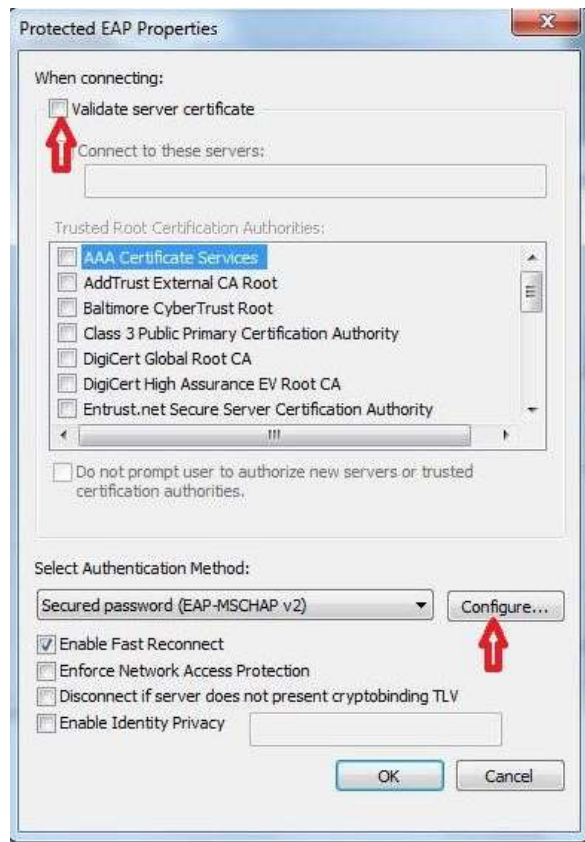 Protected EAP Properties
When connecting:
Validate server certificate
Connect to these servers:
Trusted Root Certification Authorities:
AAA Certificate Services
AddTrust External CA Root
Baltimore CyberTrust Root
Class 3 Public Primary Certification Authority
DigiCert Global Root CA
DigiCert High Assurance EV Root CA
Entrust.net Secure Server Certification Authority
Do not prompt user to authorize new servers or trusted
certification authorities.
Select Authentication Method:
Secured password (EAP-MSCHAP v2)
Configure...
Enable Fast Reconnect
Enforce Network Access Protection
Disconnect if server does not present cryptobinding TLV
Enable Identity Privacy
OK
Cancel